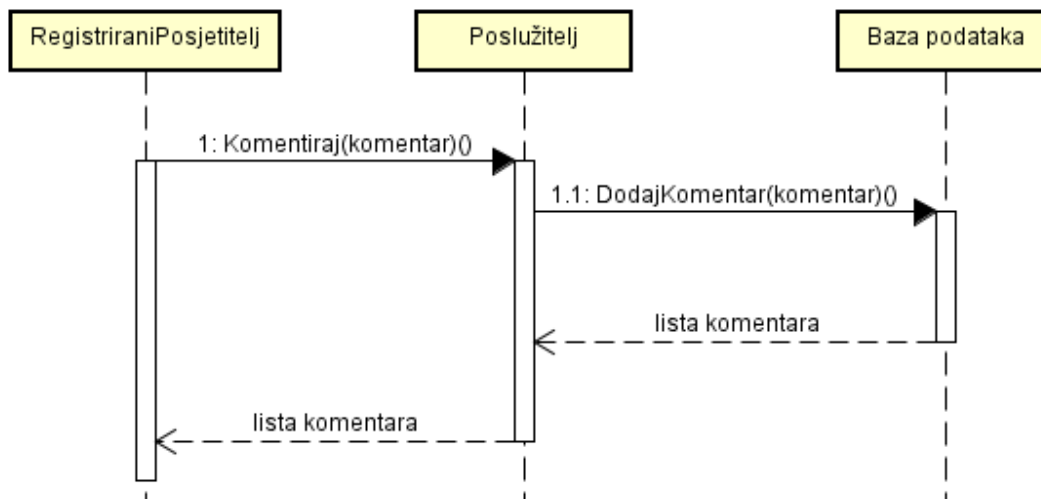 RegistriraniPosjetitelj
Poslužitelj
Baza podataka
1: Komentiraj(komentar)()
1.1: DodajKomentar(komentar)()
lista komentara
lista komentara